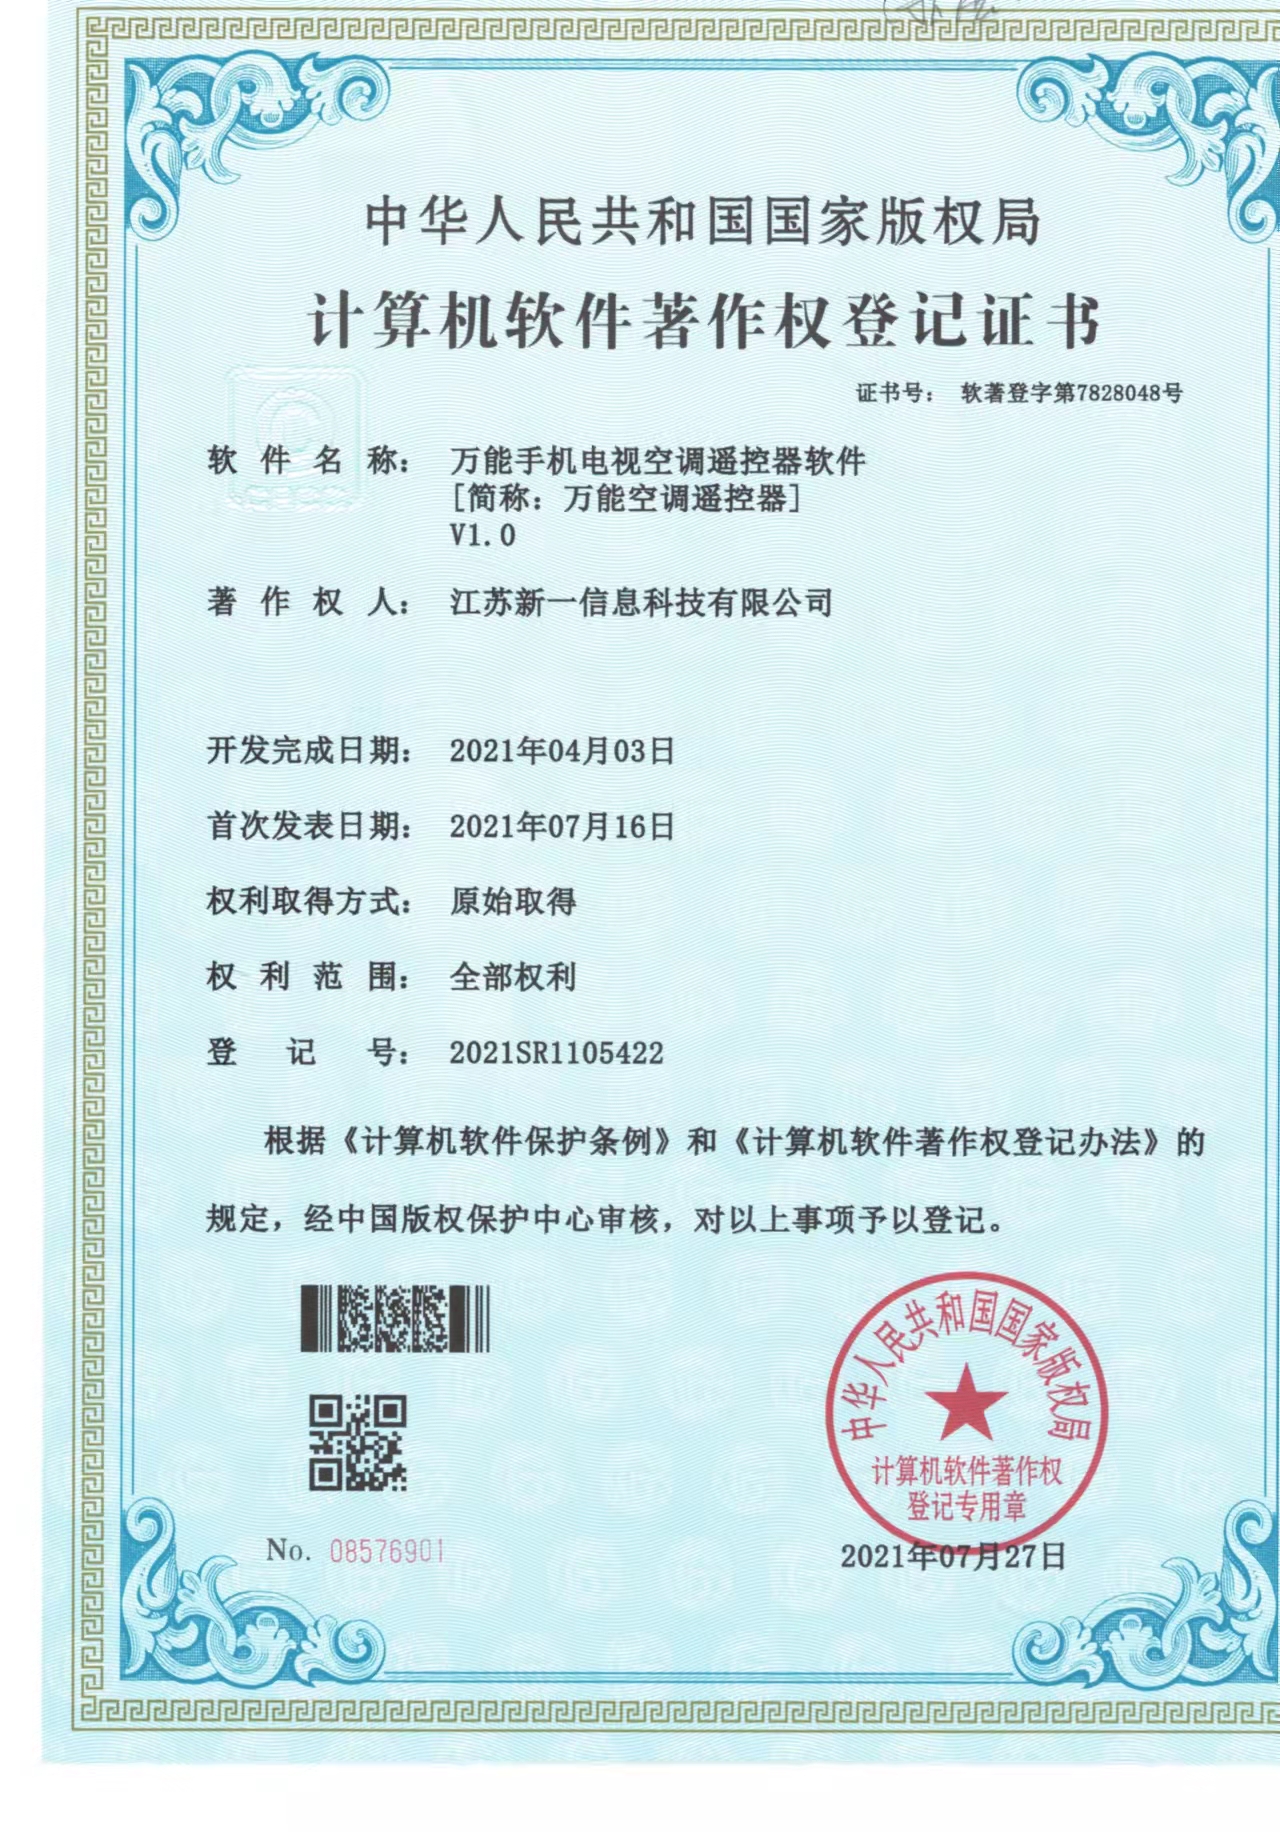 中华人民共和国国家版权局
计算机软件著作权登记证书
证书号： 软著登字第7828048号
软件名称： 万能手机电视空调遥控器软件
[简称：万能空调遥控器]
V1.0
著作权人： 江苏新一信息科技有限公司
开发完成日期： 2021年04月03日
首次发表日期： 2021年07月16日
权利取得方式： 原始取得
权利范围： 全部权利
登记号： 2021SR1105422
根据《计算机软件保护条例》和《计算机软件著作权登记办法》的
规定，经中国版权保护中心审核，对以上事项予以登记。
中华人民共和国国家版权局
计算机软件著作权
登记专用章
No. 08576901
2021年07月27日